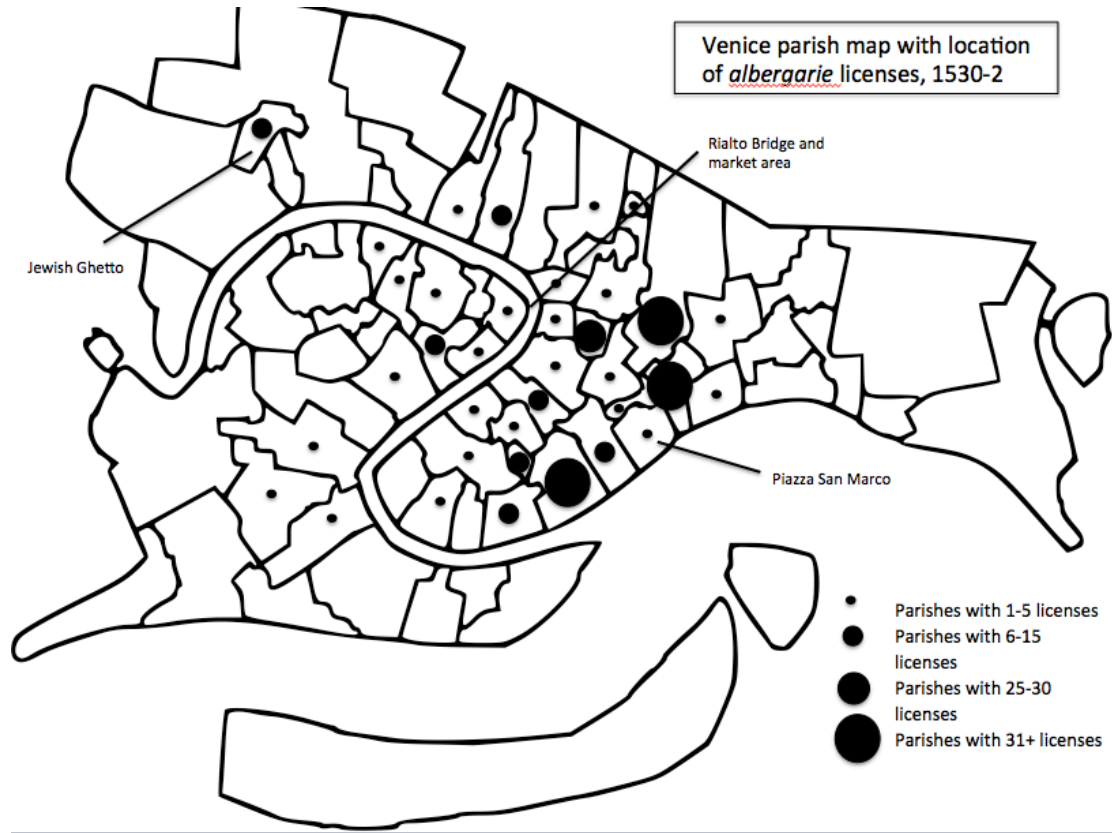 Venice parish map with location
of albergarie licenses, 1530-2
Rialto Bridge and
market area
Jewish Ghetto
Piazza San Marco
Parishes with 1-5 licenses
Parishes with 6-15
licenses
Parishes with 25-30
licenses
Parishes with 31+ licenses